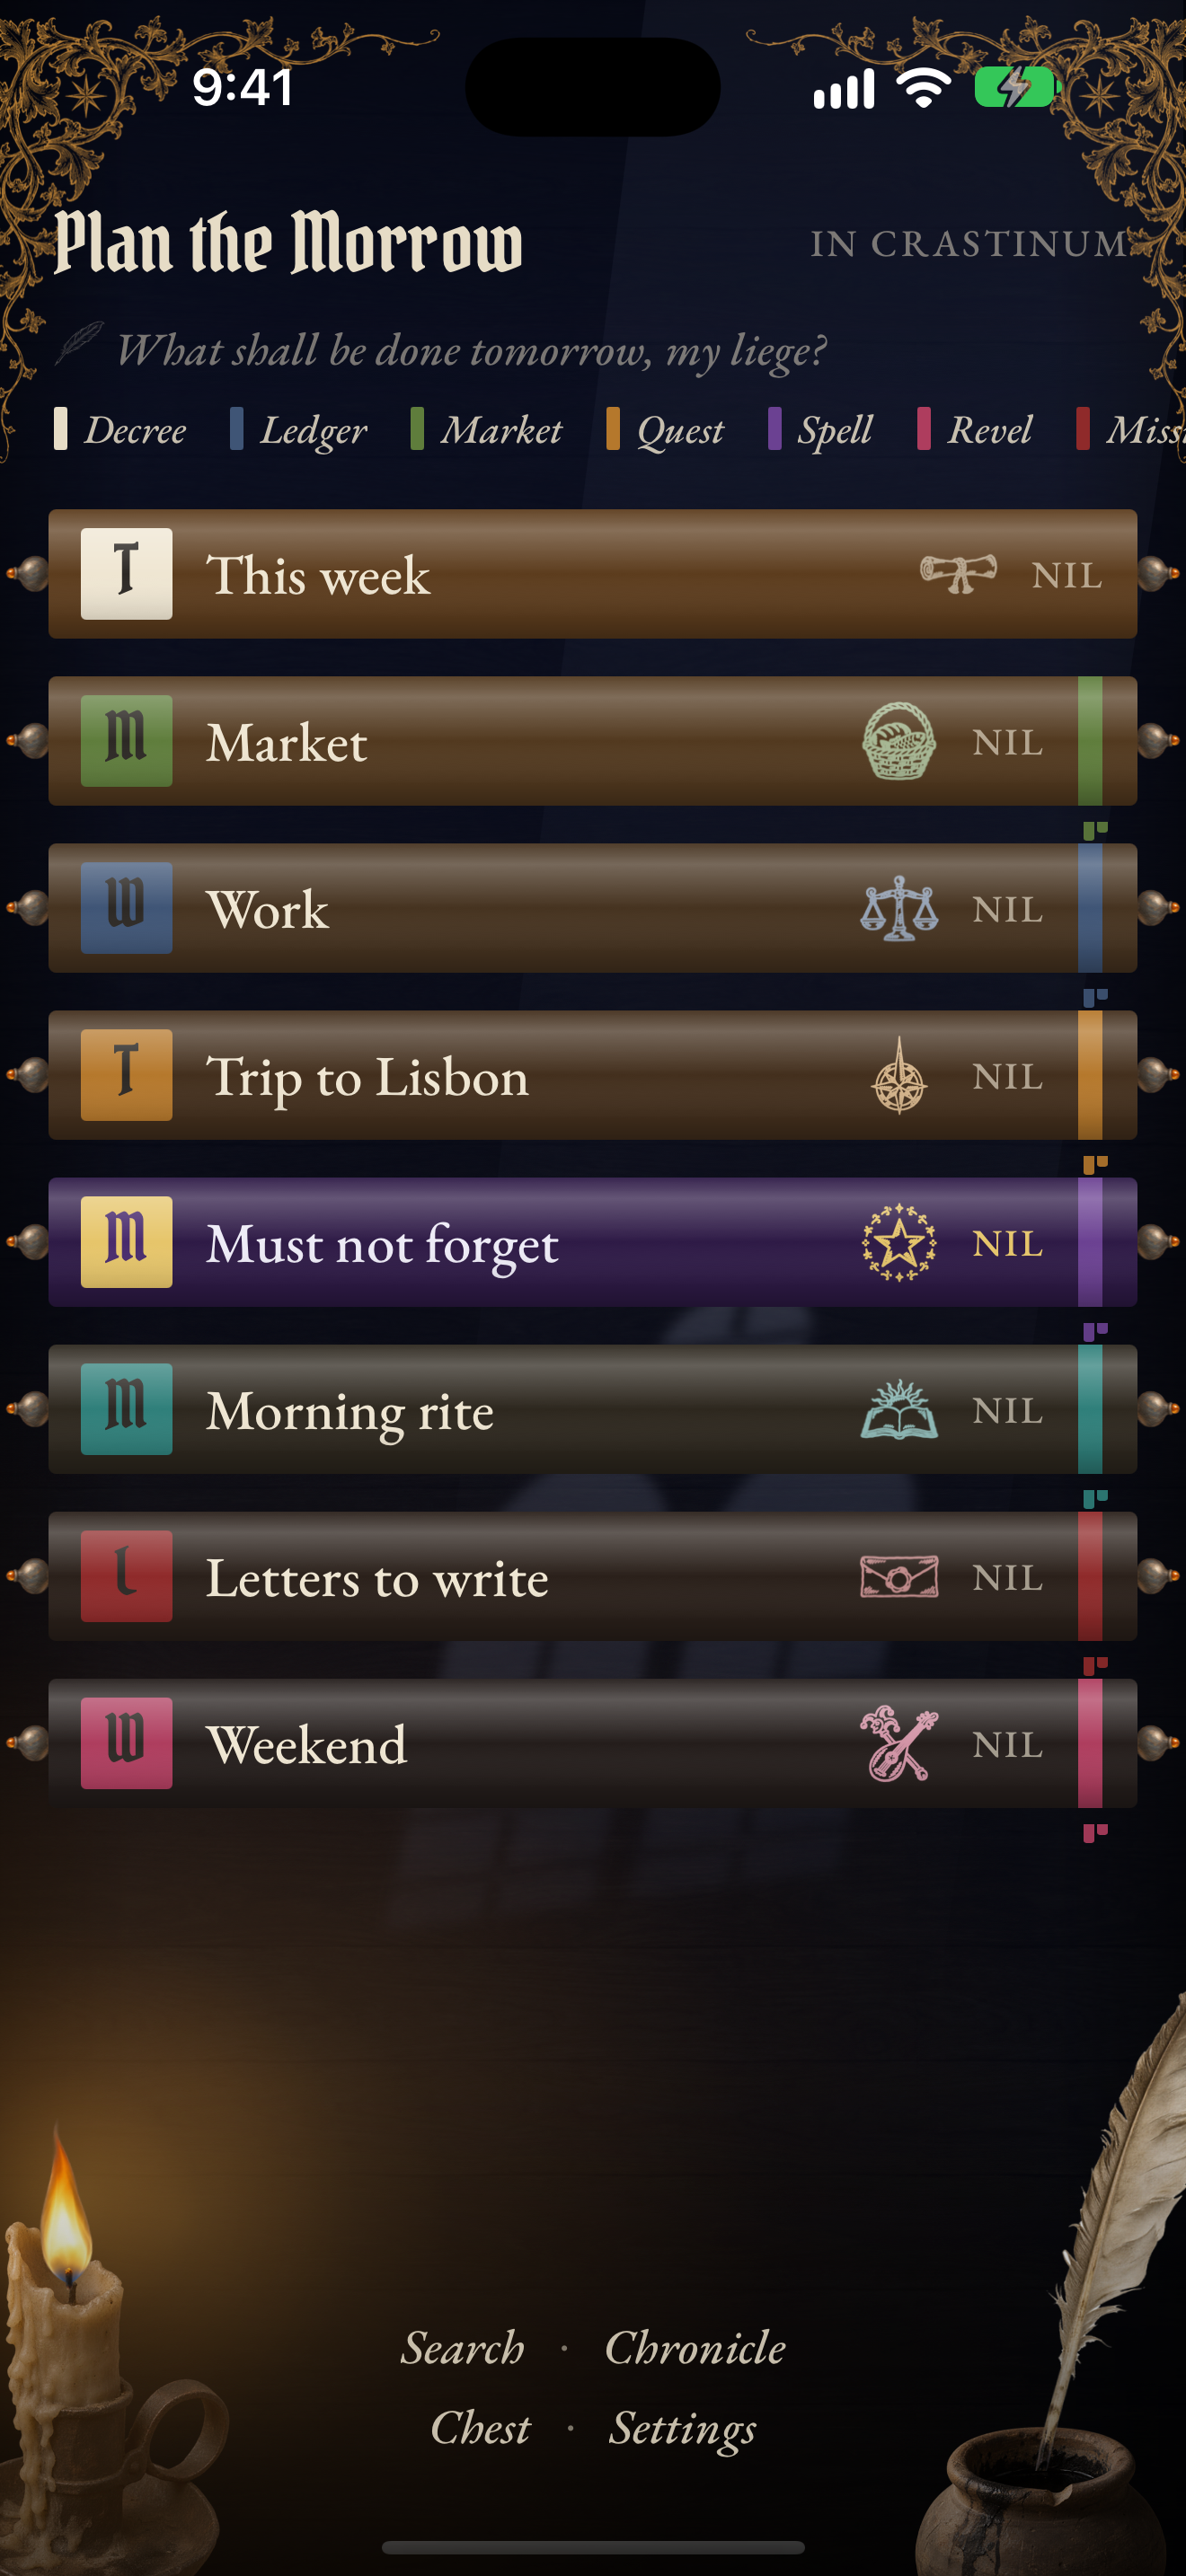 9:41
Plan the Morrow IN CRASTINUM
What shall be done tomorrow, my liege?
Decree Ledger Market Quest Spell Revel
T This week NIL
M Market NIL
W Work NIL
T Trip to Lisbon NIL
M Must not forget NIL
M Morning rite NIL
L Letters to write NIL
W Weekend NIL
Search · Chronicle
Chest · Settings